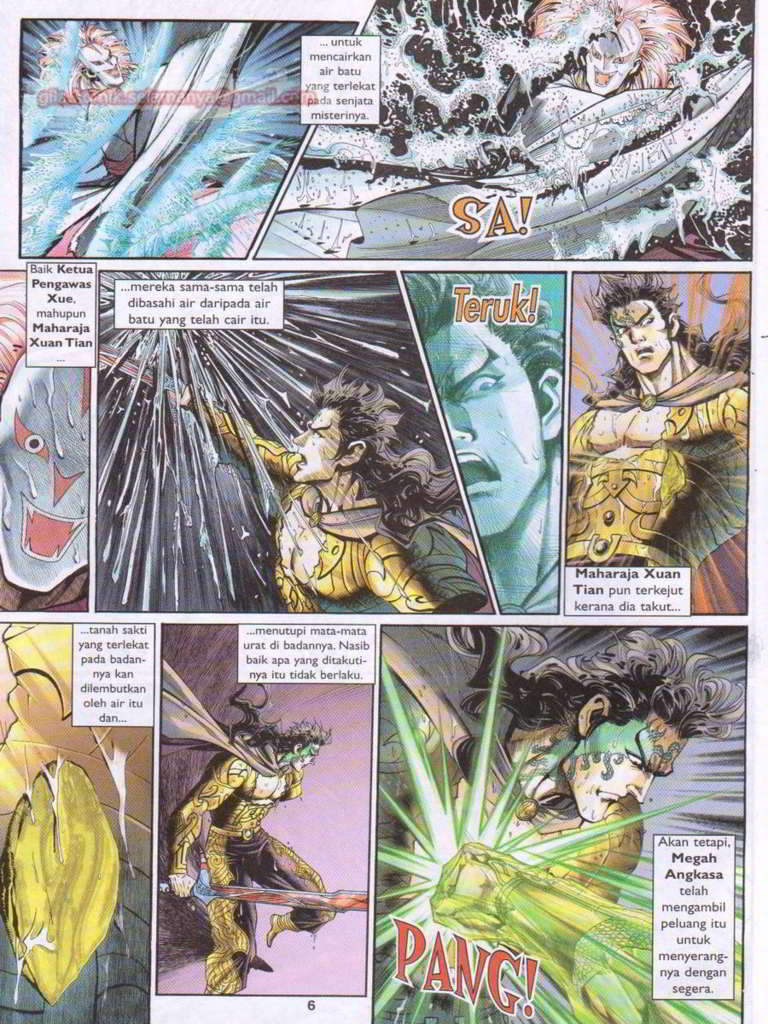 ... untuk
mencairkan
air batu
yang terlekat
pada senjata
misterinya.
SA!
Baik Ketua
Pengawas
Xue,
mahupun
Maharaja
Xuan Tian
...
...mereka sama-sama telah
dibasahi air daripada air
batu yang telah cair itu.
Teruk!
Maharaja Xuan
Tian pun terkejut
kerana dia takut...
...tanah sakti
yang terlekat
pada badan-
nya kan
dilembutkan
oleh air itu
dan...
...menutupi mata-mata
urat di badannya. Nasib
baik apa yang ditakuti-
nya itu tidak berlaku.
Akan tetapi,
Megah
Angkasa
telah
mengambil
peluang itu
untuk
menyerang-
nya dengan
segera.
PANG!
6